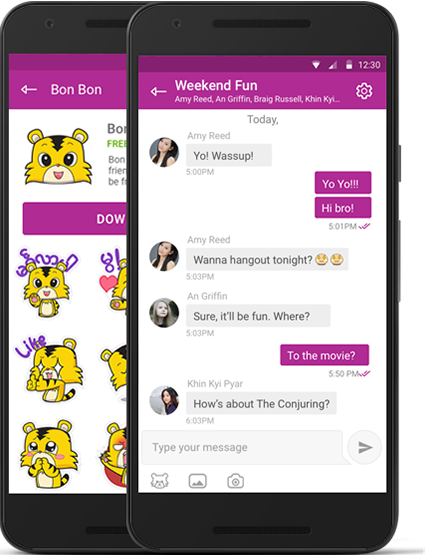 Bon Bon
Bon
FREE
Bon
frien
be fr
DOW
Like
12:30
Weekend Fun
Amy Reed, An Griffin, Braig Russell, Khin Kyi...
Today,
Amy Reed
Yo! Wassup!
5:00PM
Yo Yo!!!
Hi bro!
5:01PM
Amy Reed
Wanna hangout tonight? 😊😊
5:03PM
An Griffin
Sure, it'll be fun. Where?
5:03PM
To the movie?
5:50 PM
Khin Kyi Pyar
How's about The Conjuring?
6:03PM
Type your message